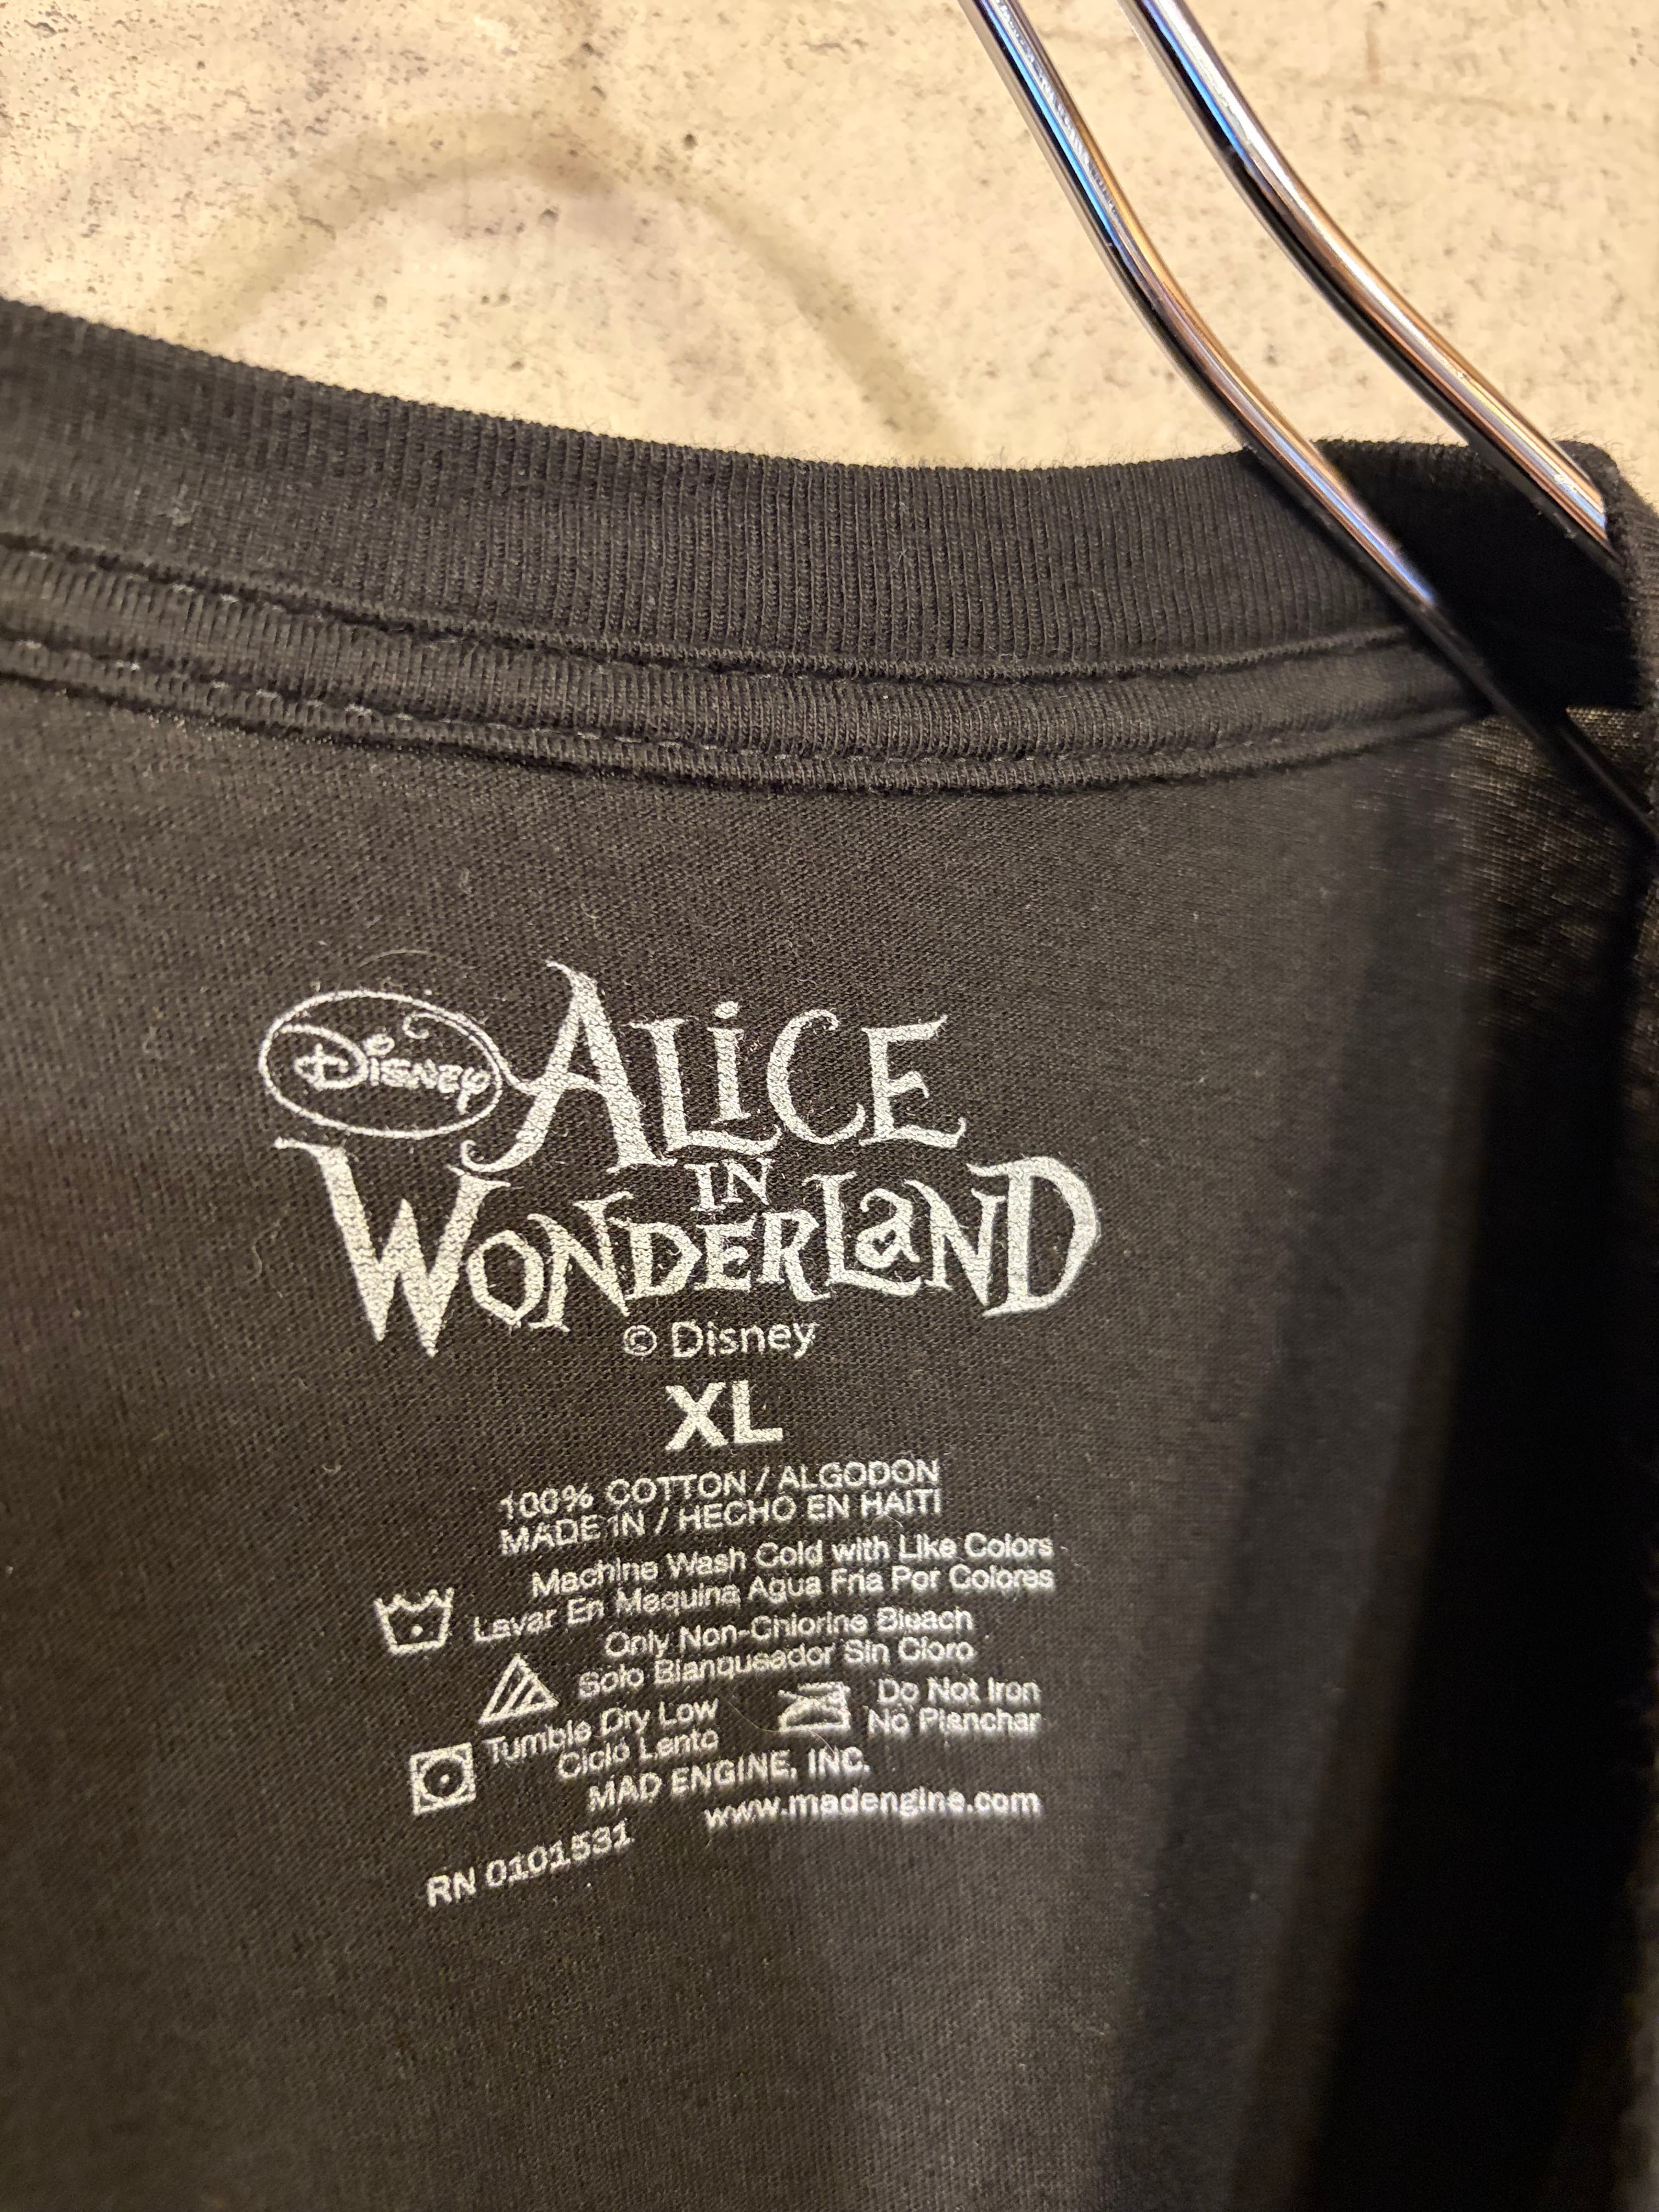 Disney
ALiCE
IN
WONDERLaND
© Disney
XL
100% COTTON / ALGODON
MADE IN / HECHO EN HAITI
Machine Wash Cold with Like Colors
Lavar En Maquina Agua Fria Por Colores
Only Non-Chlorine Bleach
Solo Blanqueador Sin Cloro
Tumble Dry Low
Ciclo Lento
Do Not Iron
No Planchar
MAD ENGINE, INC.
www.madengine.com
RN 0101531